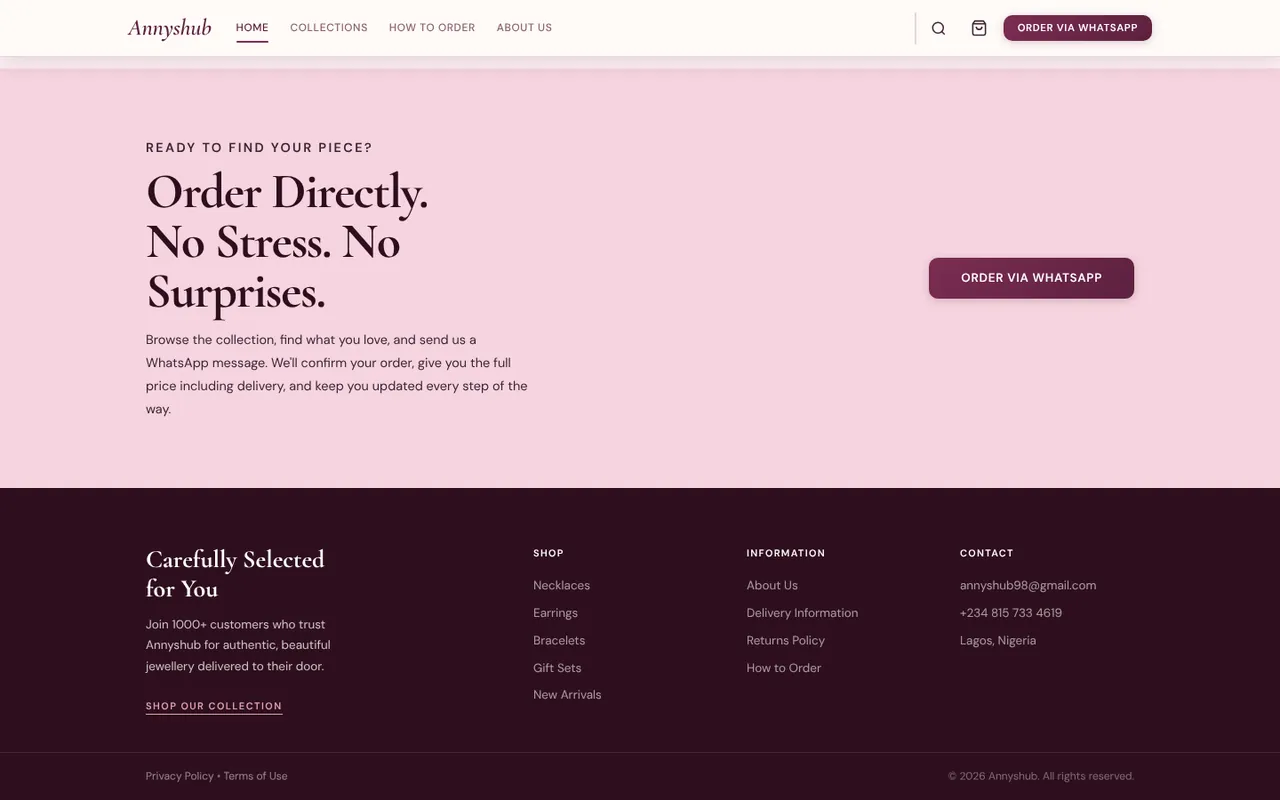 Annyshub
HOME
COLLECTIONS
HOW TO ORDER
ABOUT US
ORDER VIA WHATSAPP
READY TO FIND YOUR PIECE?
Order Directly.
No Stress. No
Surprises.
Browse the collection, find what you love, and send us a
WhatsApp message. We'll confirm your order, give you the full
price including delivery, and keep you updated every step of the
way.
ORDER VIA WHATSAPP
Carefully Selected
for You
Join 1000+ customers who trust
Annyshub for authentic, beautiful
jewellery delivered to their door.
SHOP OUR COLLECTION
SHOP
Necklaces
Earrings
Bracelets
Gift Sets
New Arrivals
INFORMATION
About Us
Delivery Information
Returns Policy
How to Order
CONTACT
annyshub98@gmail.com
+234 815 733 4619
Lagos, Nigeria
Privacy Policy • Terms of Use
© 2026 Annyshub. All rights reserved.